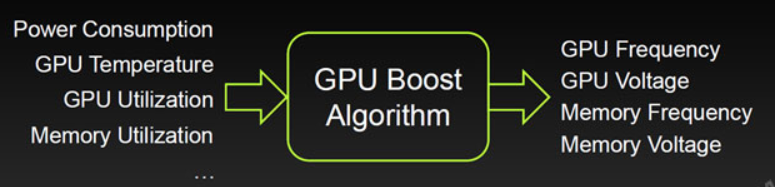 Power Consumption
GPU Temperature
GPU Utilization
Memory Utilization
...
GPU Boost
Algorithm
GPU Frequency
GPU Voltage
Memory Frequency
Memory Voltage